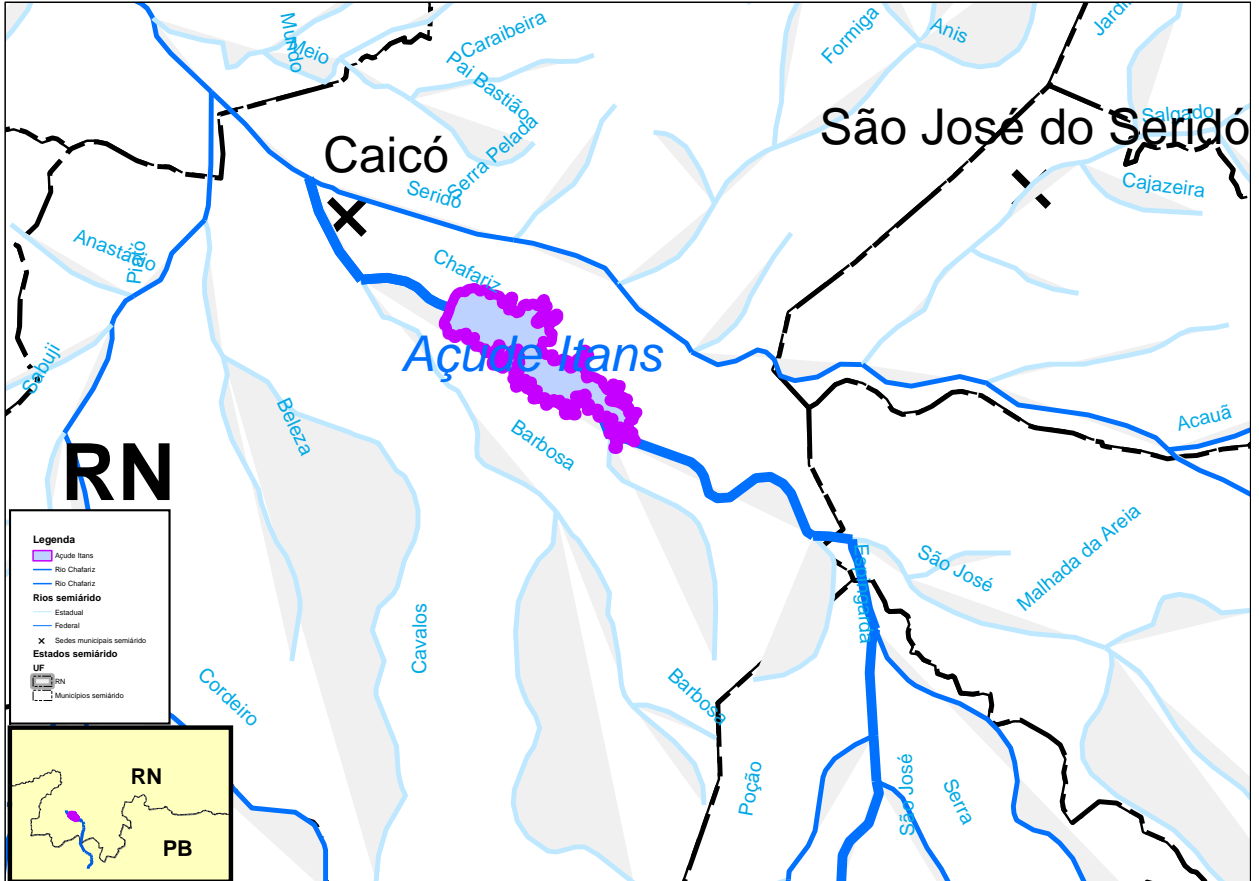 Mundo
Meio
Caraibeira
Pai Bastião
Formiga
Anis
Salgado
São José do Seridó
Caicó
Serra Pelada
Seridó
Cajazeira
Anastácio
Chafariz
Açude Itans
Sabuji
Beleza
Barbosa
Acauã
RN
Legenda
Açude Itans
Rio Chafariz
Rio Chafariz
Rios semiárido
Estadual
Federal
Sedes municipais semiárido
Estados semiárido
UF
RN
Municípios semiárido
São José
Malhada da Areia
Espingarda
Cavalos
Cordeiro
Barbosa
Poção
São José
Serra
RN
PB